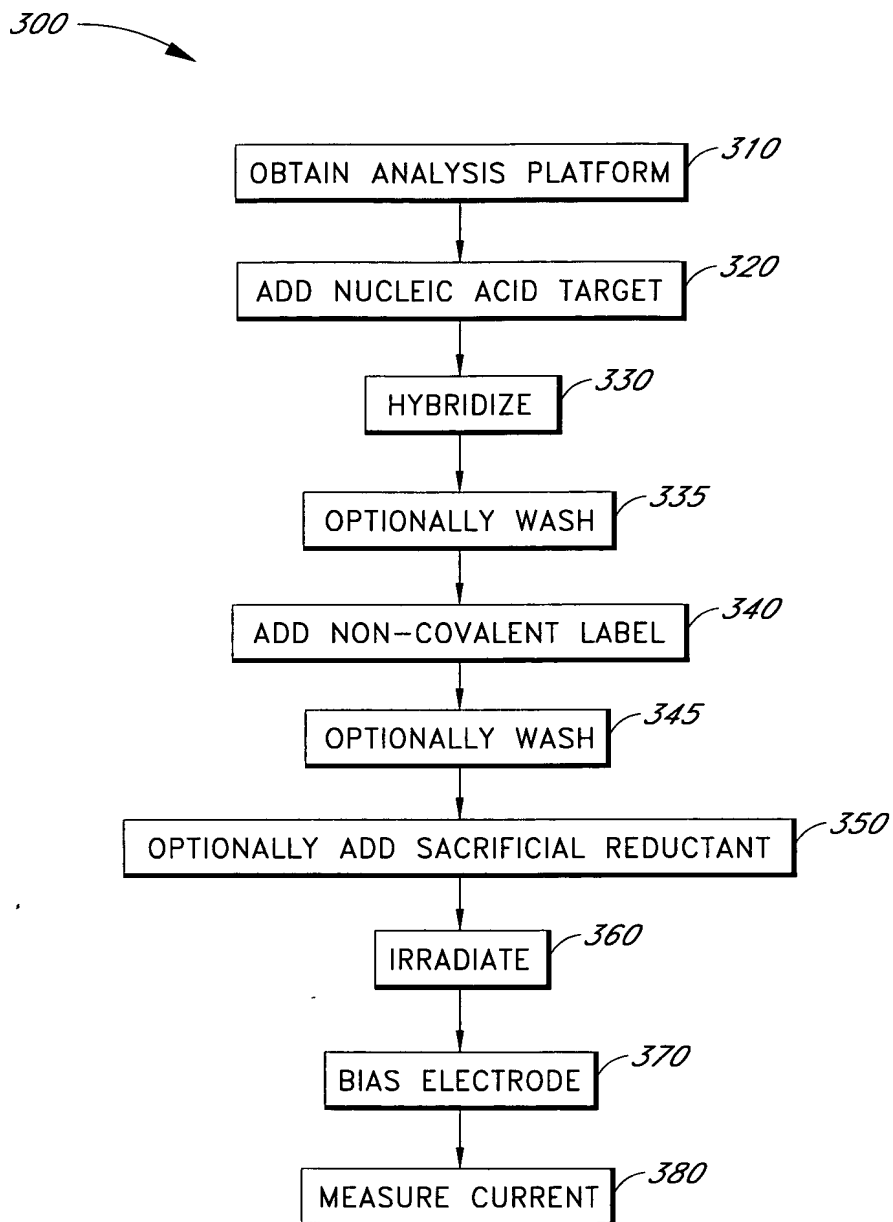 300
310
OBTAIN ANALYSIS PLATFORM
320
ADD NUCLEIC ACID TARGET
330
HYBRIDIZE
335
OPTIONALLY WASH
340
ADD NON-COVALENT LABEL
345
OPTIONALLY WASH
350
OPTIONALLY ADD SACRIFICIAL REDUCTANT
360
IRRADIATE
370
BIAS ELECTRODE
380
MEASURE CURRENT